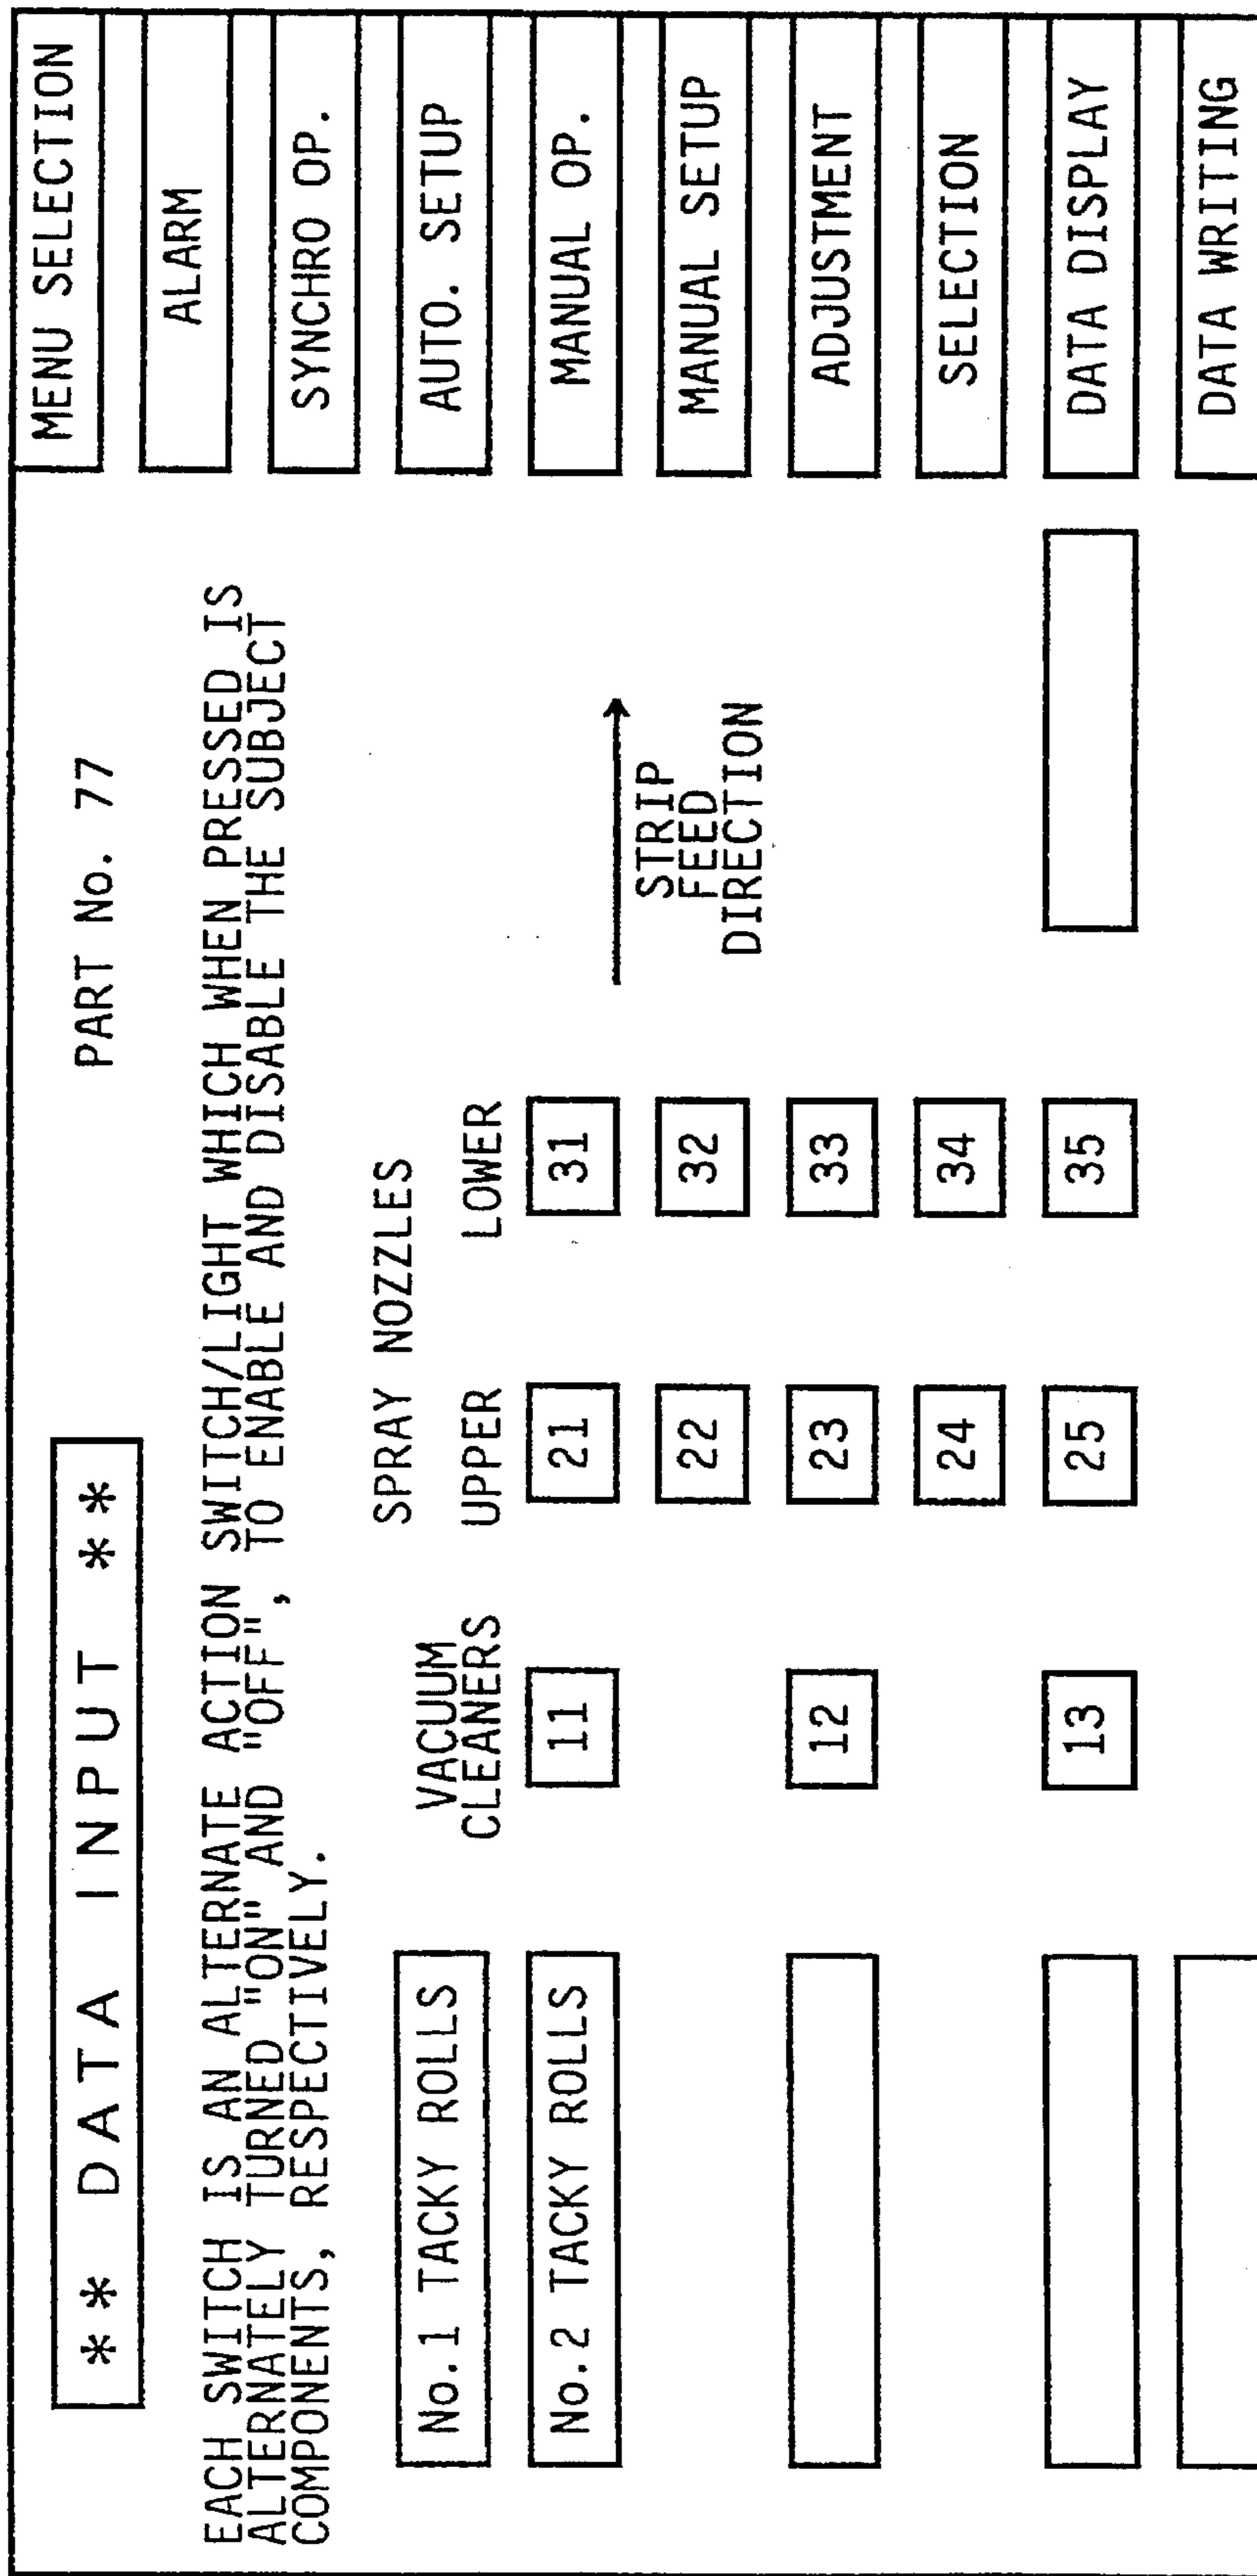 ** DATA INPUT **
PART No. 77
MENU SELECTION
EACH SWITCH IS AN ALTERNATE ACTION SWITCH/LIGHT WHICH WHEN PRESSED IS
ALTERNATELY TURNED "ON" AND "OFF", TO ENABLE AND DISABLE THE SUBJECT
COMPONENTS, RESPECTIVELY.
ALARM
SYNCHRO OP.
SPRAY NOZZLES
VACUUM
CLEANERS
UPPER
LOWER
No.1 TACKY ROLLS
AUTO. SETUP
No.2 TACKY ROLLS
11
21
31
MANUAL OP.
STRIP
FEED
DIRECTION
22
32
MANUAL SETUP
12
23
33
ADJUSTMENT
24
34
SELECTION
13
25
35
DATA DISPLAY
DATA WRITING